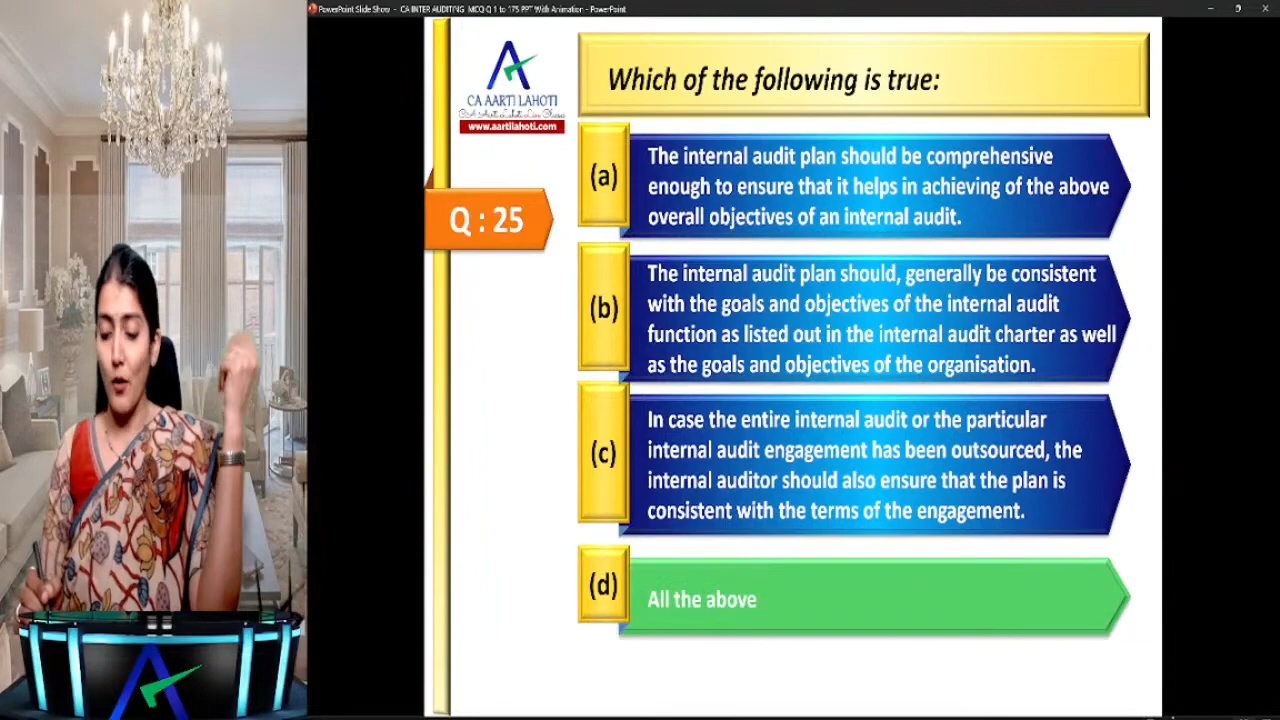 PowerPoint Slide Show - CA INTER AUDITING MCQ Q 1 to 175 PPT With Animation - PowerPoint
CA AARTI LAHOTI
www.aartilahoti.com
Which of the following is true:
Q : 25
(a)
The internal audit plan should be comprehensive
enough to ensure that it helps in achieving of the above
overall objectives of an internal audit.
(b)
The internal audit plan should, generally be consistent
with the goals and objectives of the internal audit
function as listed out in the internal audit charter as well
as the goals and objectives of the organisation.
(c)
In case the entire internal audit or the particular
internal audit engagement has been outsourced, the
internal auditor should also ensure that the plan is
consistent with the terms of the engagement.
(d)
All the above